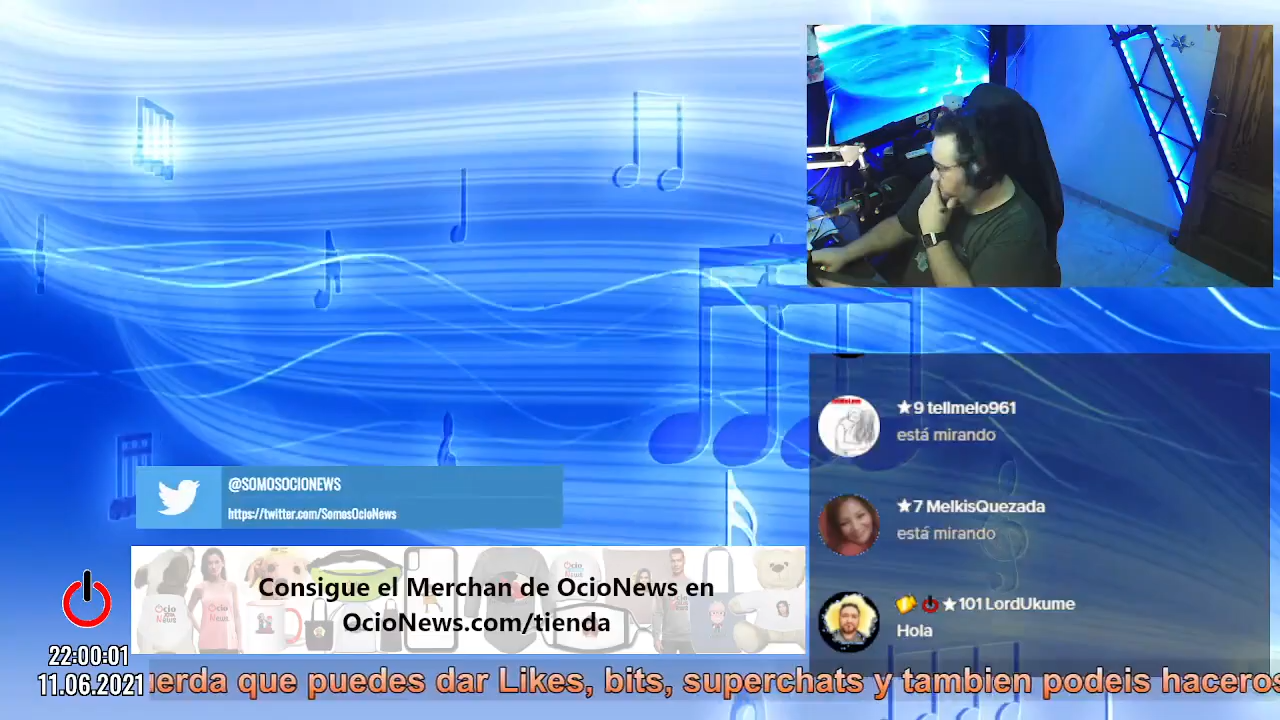 ★9 tellmelo961
está mirando
@SOMOSOCIONEWS
https://twitter.com/SomosOcioNews
★7 MelkisQuezada
está mirando
Consigue el Merchan de OcioNews en
OcioNews.com/tienda
★101 LordUkume
Hola
22:00:01
11.06.2021
uerda que puedes dar Likes, bits, superchats y tambien podeis haceros